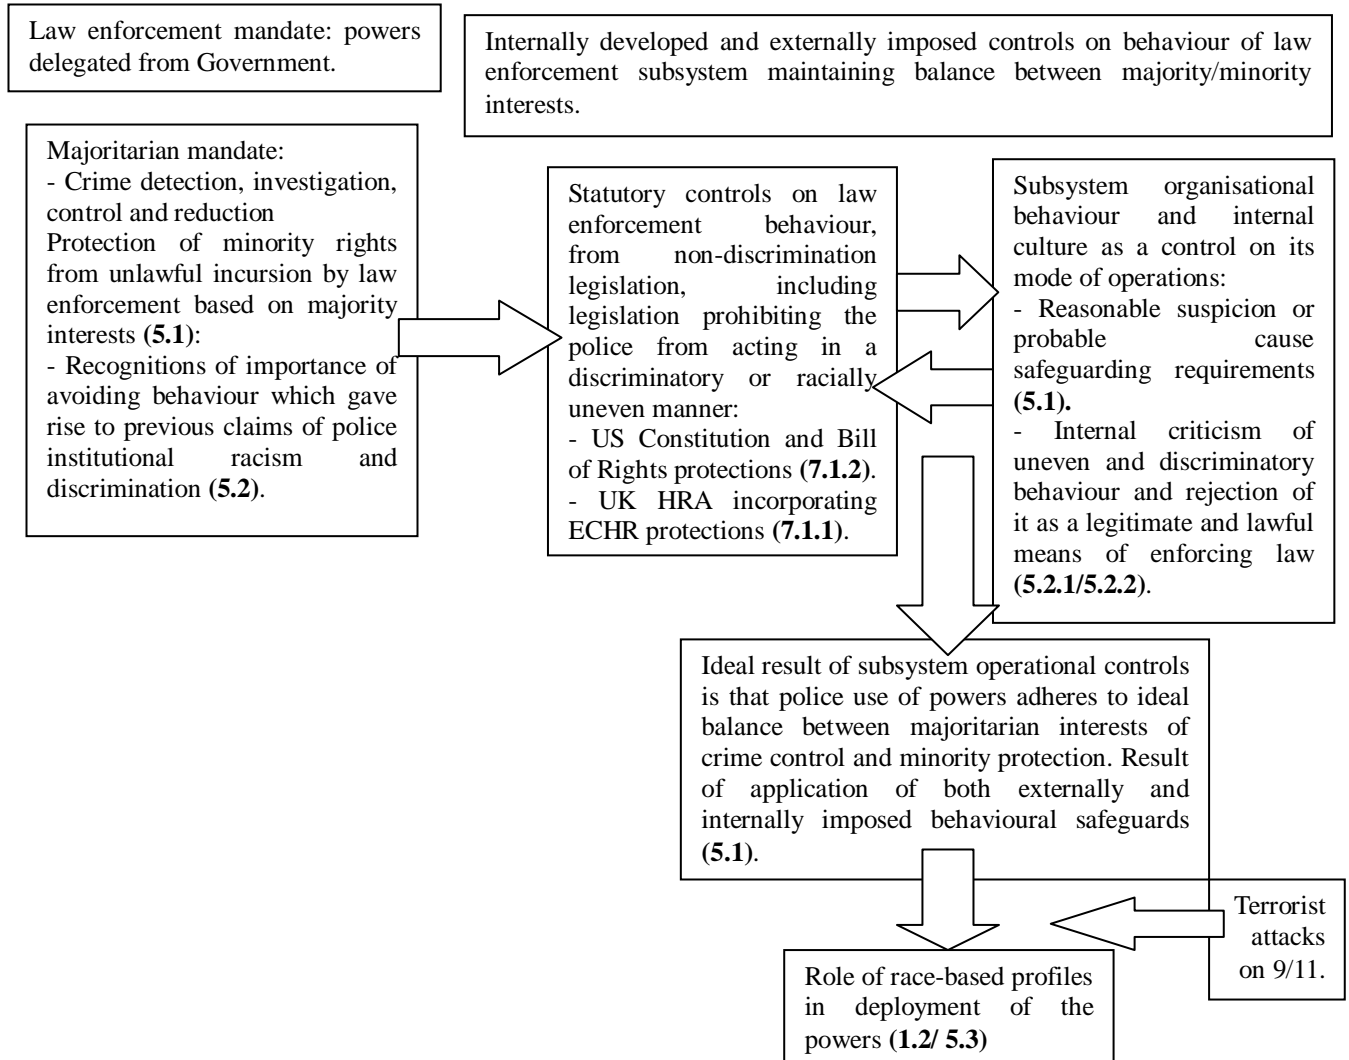 Law enforcement mandate: powers
delegated from Government.
Internally developed and externally imposed controls on behaviour of law
enforcement subsystem maintaining balance between majority/minority
interests.
Majoritarian mandate:
- Crime detection, investigation,
control and reduction
Protection of minority rights
from unlawful incursion by law
enforcement based on majority
interests (5.1):
- Recognitions of importance of
avoiding behaviour which gave
rise to previous claims of police
institutional racism and
discrimination (5.2).
Statutory controls on law
enforcement behaviour,
from non-discrimination
legislation, including
legislation prohibiting the
police from acting in a
discriminatory or racially
uneven manner:
- US Constitution and Bill
of Rights protections (7.1.2).
- UK HRA incorporating
ECHR protections (7.1.1).
Subsystem organisational
behaviour and internal
culture as a control on its
mode of operations:
- Reasonable suspicion or
probable cause
safeguarding requirements
(5.1).
- Internal criticism of
uneven and discriminatory
behaviour and rejection of
it as a legitimate and lawful
means of enforcing law
(5.2.1/5.2.2).
Ideal result of subsystem operational controls
is that police use of powers adheres to ideal
balance between majoritarian interests of
crime control and minority protection. Result
of application of both externally and
internally imposed behavioural safeguards
(5.1).
Terrorist
attacks
on 9/11.
Role of race-based profiles
in deployment of the
powers (1.2/ 5.3)